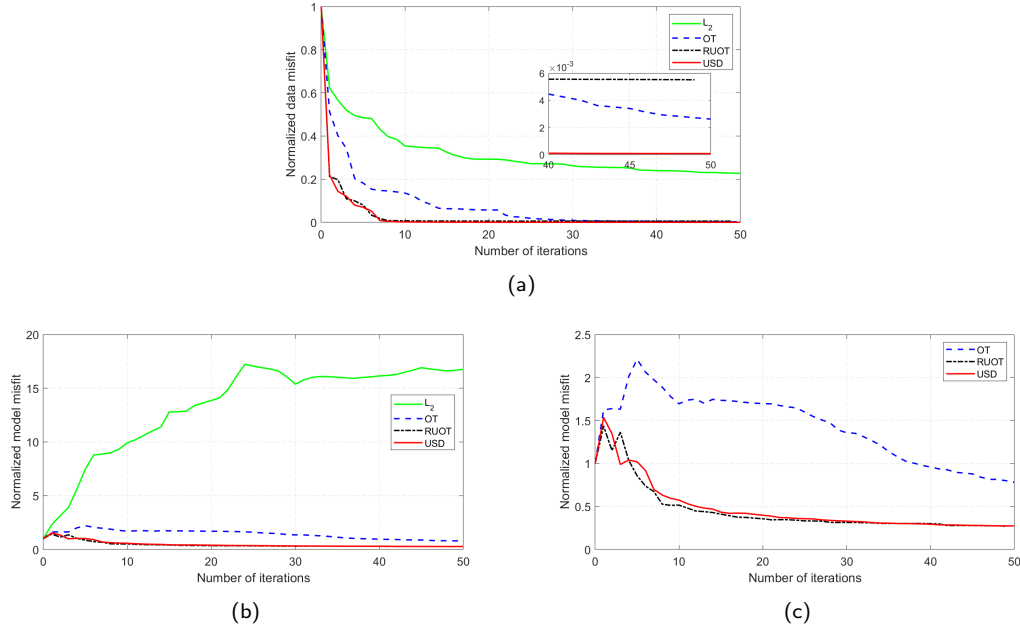 Normalized data misfit
1
0.8
0.6
0.4
0.2
0
0 10 20 30 40 50
Number of iterations
L2
OT
RUOT
USD
×10-3
6
4
2
0
40 45 50
(a)
Normalized model misfit
20
15
10
5
0
0 10 20 30 40 50
Number of iterations
L2
OT
RUOT
USD
(b)
Normalized model misfit
2.5
2
1.5
1
0.5
0
0 10 20 30 40 50
Number of iterations
OT
RUOT
USD
(c)